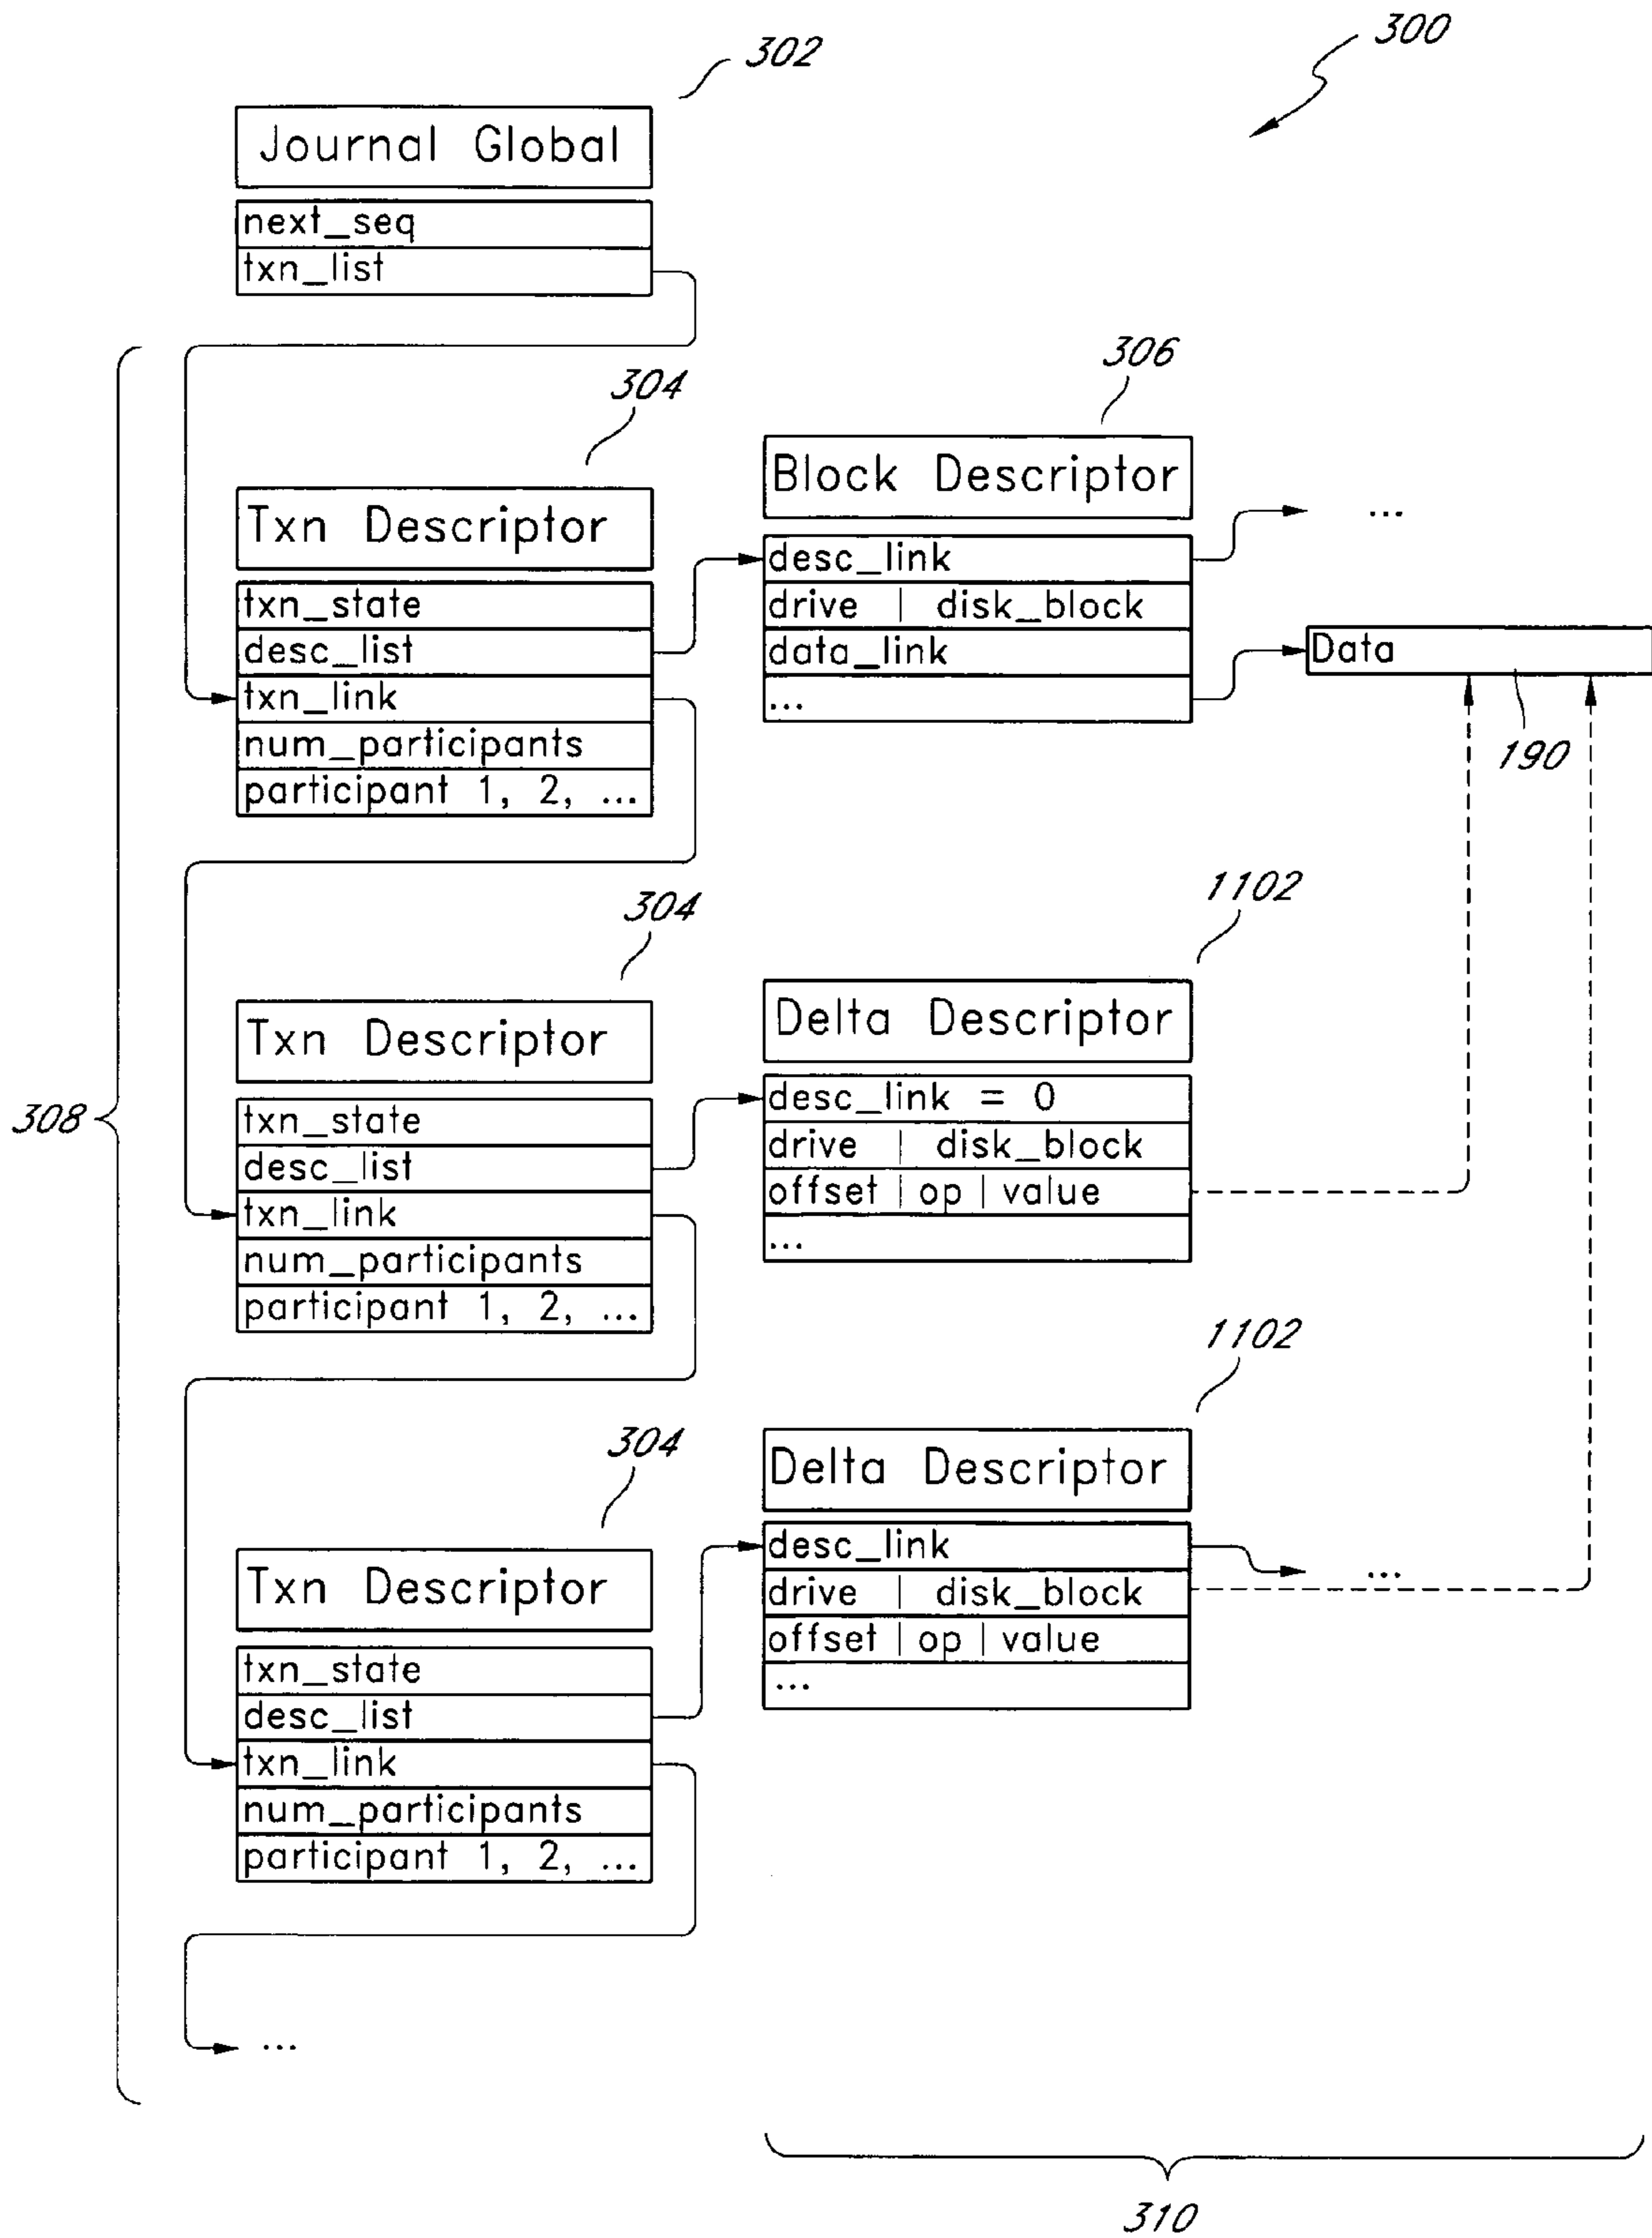 300
302
Journal Global
next_seq
txn_list
308
304
Txn Descriptor
txn_state
desc_list
txn_link
num_participants
participant 1, 2, ...
306
Block Descriptor
desc_link
drive | disk_block
data_link
...
...
Data
190
304
Txn Descriptor
txn_state
desc_list
txn_link
num_participants
participant 1, 2, ...
1102
Delta Descriptor
desc_link = 0
drive | disk_block
offset | op | value
...
304
Txn Descriptor
txn_state
desc_list
txn_link
num_participants
participant 1, 2, ...
1102
Delta Descriptor
desc_link
drive | disk_block
offset | op | value
...
...
...
310